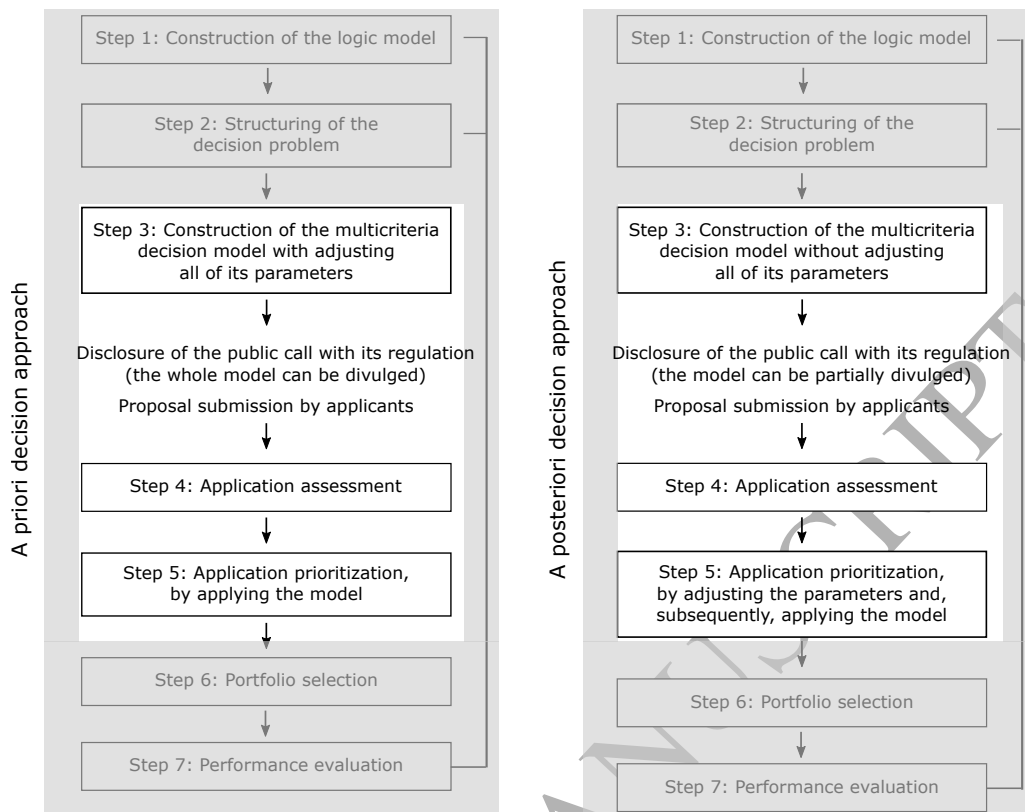 A priori decision approach
Step 1: Construction of the logic model
Step 2: Structuring of the
decision problem
Step 3: Construction of the multicriteria
decision model with adjusting
all of its parameters
Disclosure of the public call with its regulation
(the whole model can be divulged)
Proposal submission by applicants
Step 4: Application assessment
Step 5: Application prioritization,
by applying the model
Step 6: Portfolio selection
Step 7: Performance evaluation
A posteriori decision approach
Step 1: Construction of the logic model
Step 2: Structuring of the
decision problem
Step 3: Construction of the multicriteria
decision model without adjusting
all of its parameters
Disclosure of the public call with its regulation
(the model can be partially divulged)
Proposal submission by applicants
Step 4: Application assessment
Step 5: Application prioritization,
by adjusting the parameters and,
subsequently, applying the model
Step 6: Portfolio selection
Step 7: Performance evaluation
ANUSCRIPT